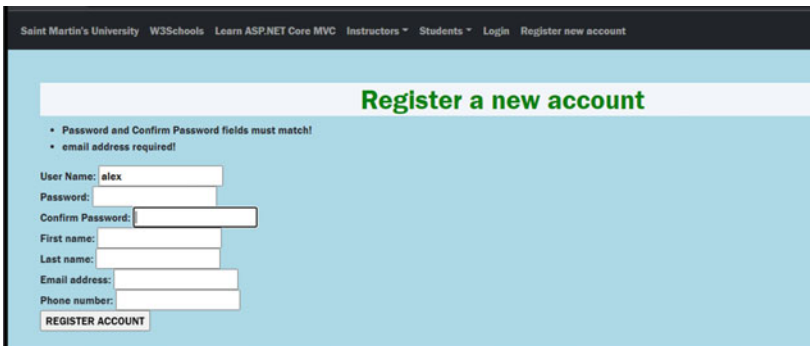 Saint Martin's University W3Schools Learn ASP.NET Core MVC Instructors Students Login Register new account
Register a new account
• Password and Confirm Password fields must match!
• email address required!
User Name: alex
Password:
Confirm Password:
First name:
Last name:
Email address:
Phone number:
REGISTER ACCOUNT